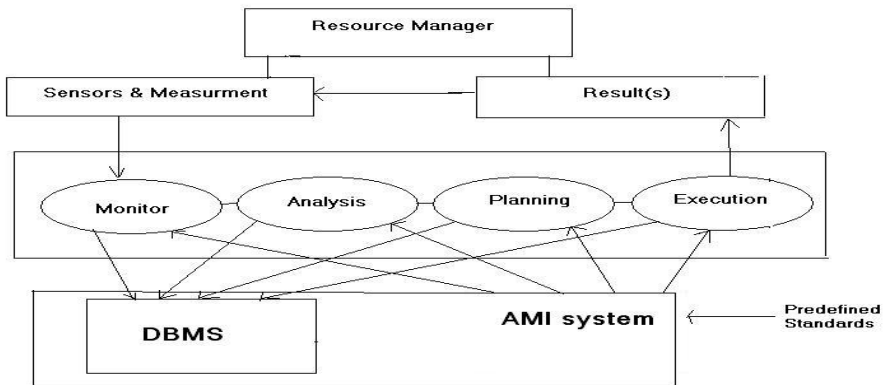 Resource Manager
Sensors & Measurment
Result(s)
Monitor
Analysis
Planning
Execution
DBMS
AMI system
Predefined
Standards